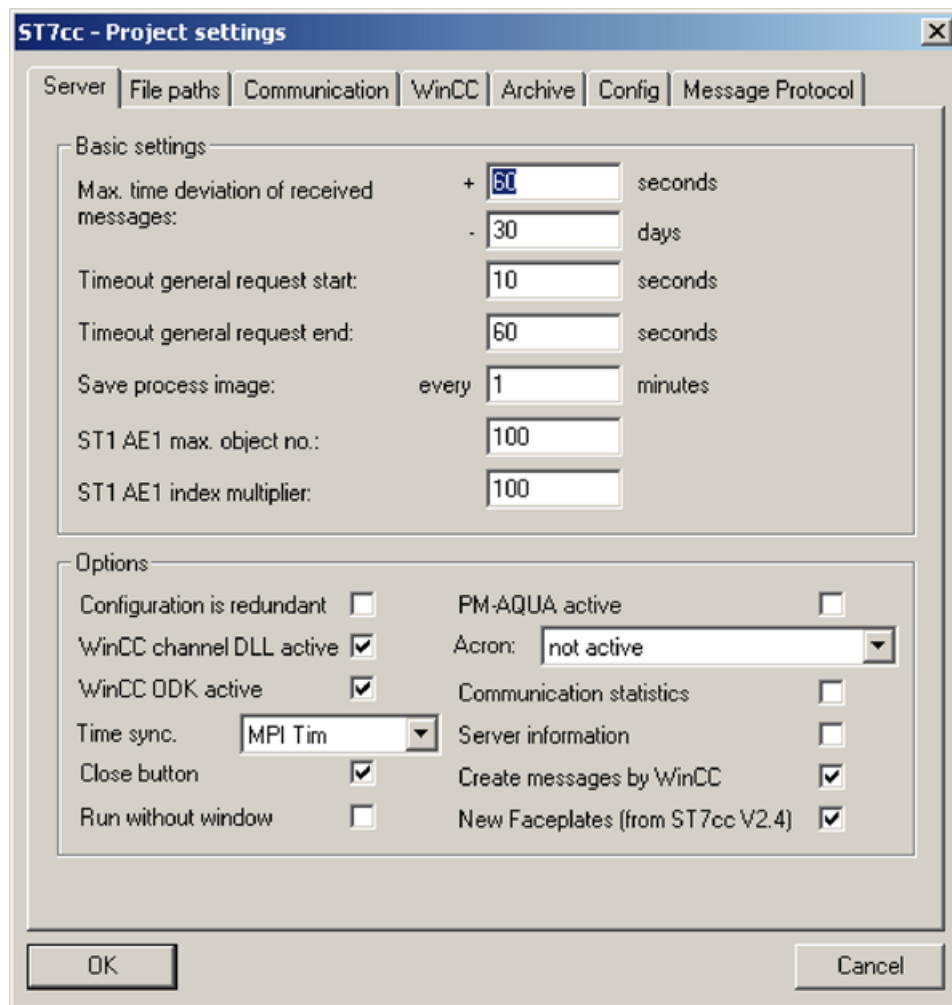 ST7cc - Project settings
Server File paths Communication WinCC Archive Config Message Protocol
Basic settings
Max. time deviation of received messages: + 60 seconds
- 30 days
Timeout general request start: 10 seconds
Timeout general request end: 60 seconds
Save process image: every 1 minutes
ST1 AE1 max. object no.: 100
ST1 AE1 index multiplier: 100
Options
Configuration is redundant PM-AQUA active
WinCC channel DLL active Acron: not active
WinCC ODK active Communication statistics
Time sync. MPI Tim Server information
Close button Create messages by WinCC
Run without window New Faceplates (from ST7cc V2.4)
OK Cancel